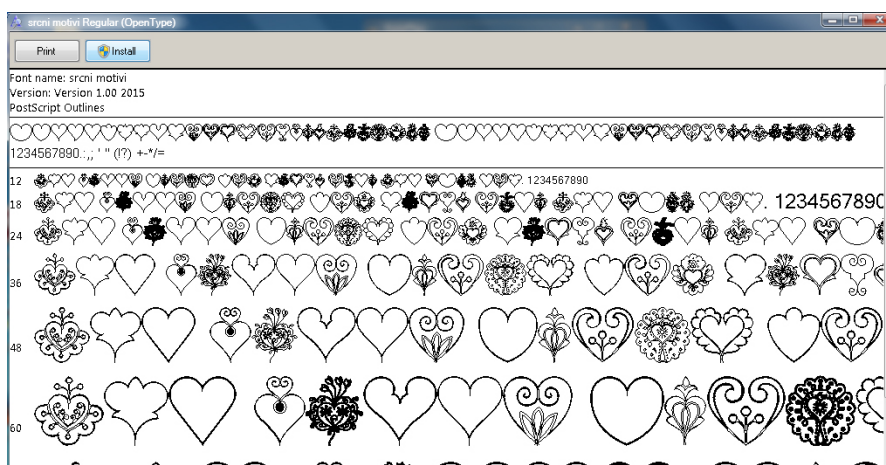 srcni motivi Regular (OpenType)
Print
Install
Font name: srcni motivi
Version: Version 1.00 2015
PostScript Outlines
1234567890.:,; ' " (!?) +-*/=
12 1234567890
18 . 1234567890
24
36
48
60